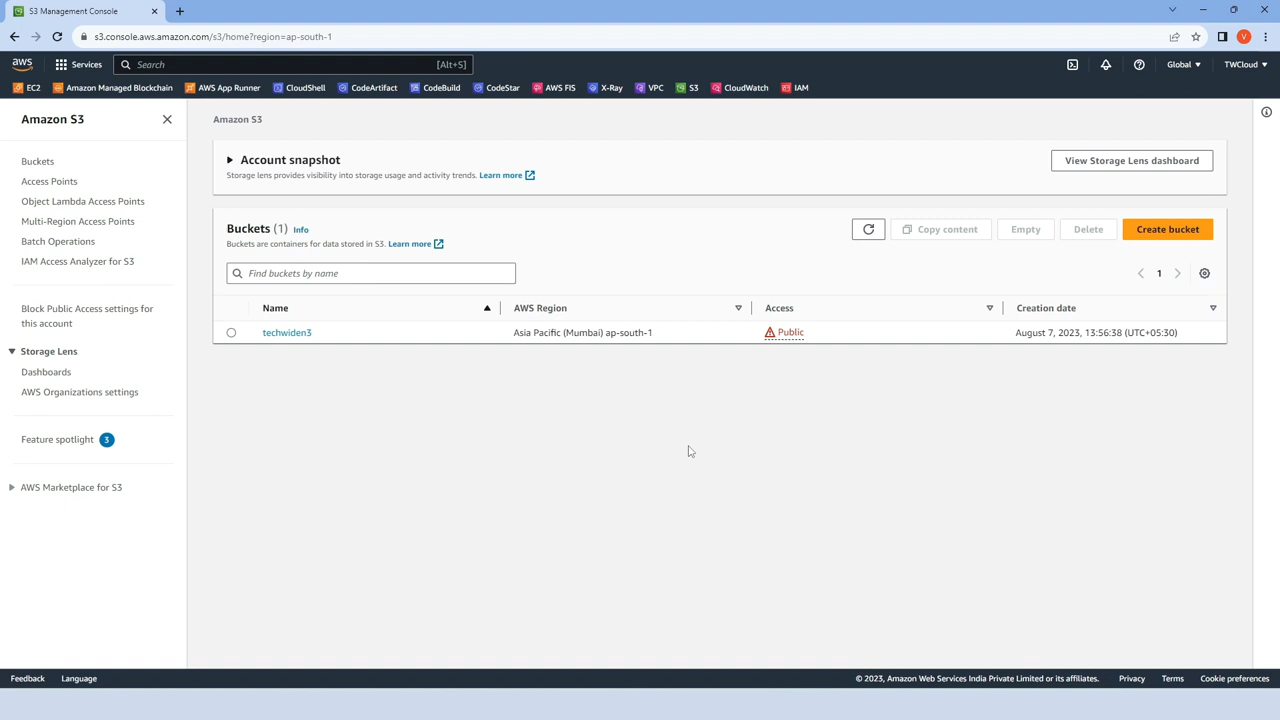 S3 Management Console
s3.console.aws.amazon.com/s3/home?region=ap-south-1
V
aws
Services
Search
[Alt+S]
Global
TWCloud
EC2
Amazon Managed Blockchain
AWS App Runner
CloudShell
CodeArtifact
CodeBuild
CodeStar
AWS FIS
X-Ray
VPC
S3
CloudWatch
IAM
Amazon S3
Buckets
Access Points
Object Lambda Access Points
Multi-Region Access Points
Batch Operations
IAM Access Analyzer for S3
Block Public Access settings for
this account
Storage Lens
Dashboards
AWS Organizations settings
Feature spotlight 3
AWS Marketplace for S3
Amazon S3
Account snapshot
Storage lens provides visibility into storage usage and activity trends. Learn more
View Storage Lens dashboard
Buckets (1) Info
Buckets are containers for data stored in S3. Learn more
Copy content
Empty
Delete
Create bucket
Find buckets by name
1
Name
AWS Region
Access
Creation date
techwiden3
Asia Pacific (Mumbai) ap-south-1
Public
August 7, 2023, 13:56:38 (UTC+05:30)
Feedback
Language
© 2023, Amazon Web Services India Private Limited or its affiliates.
Privacy
Terms
Cookie preferences